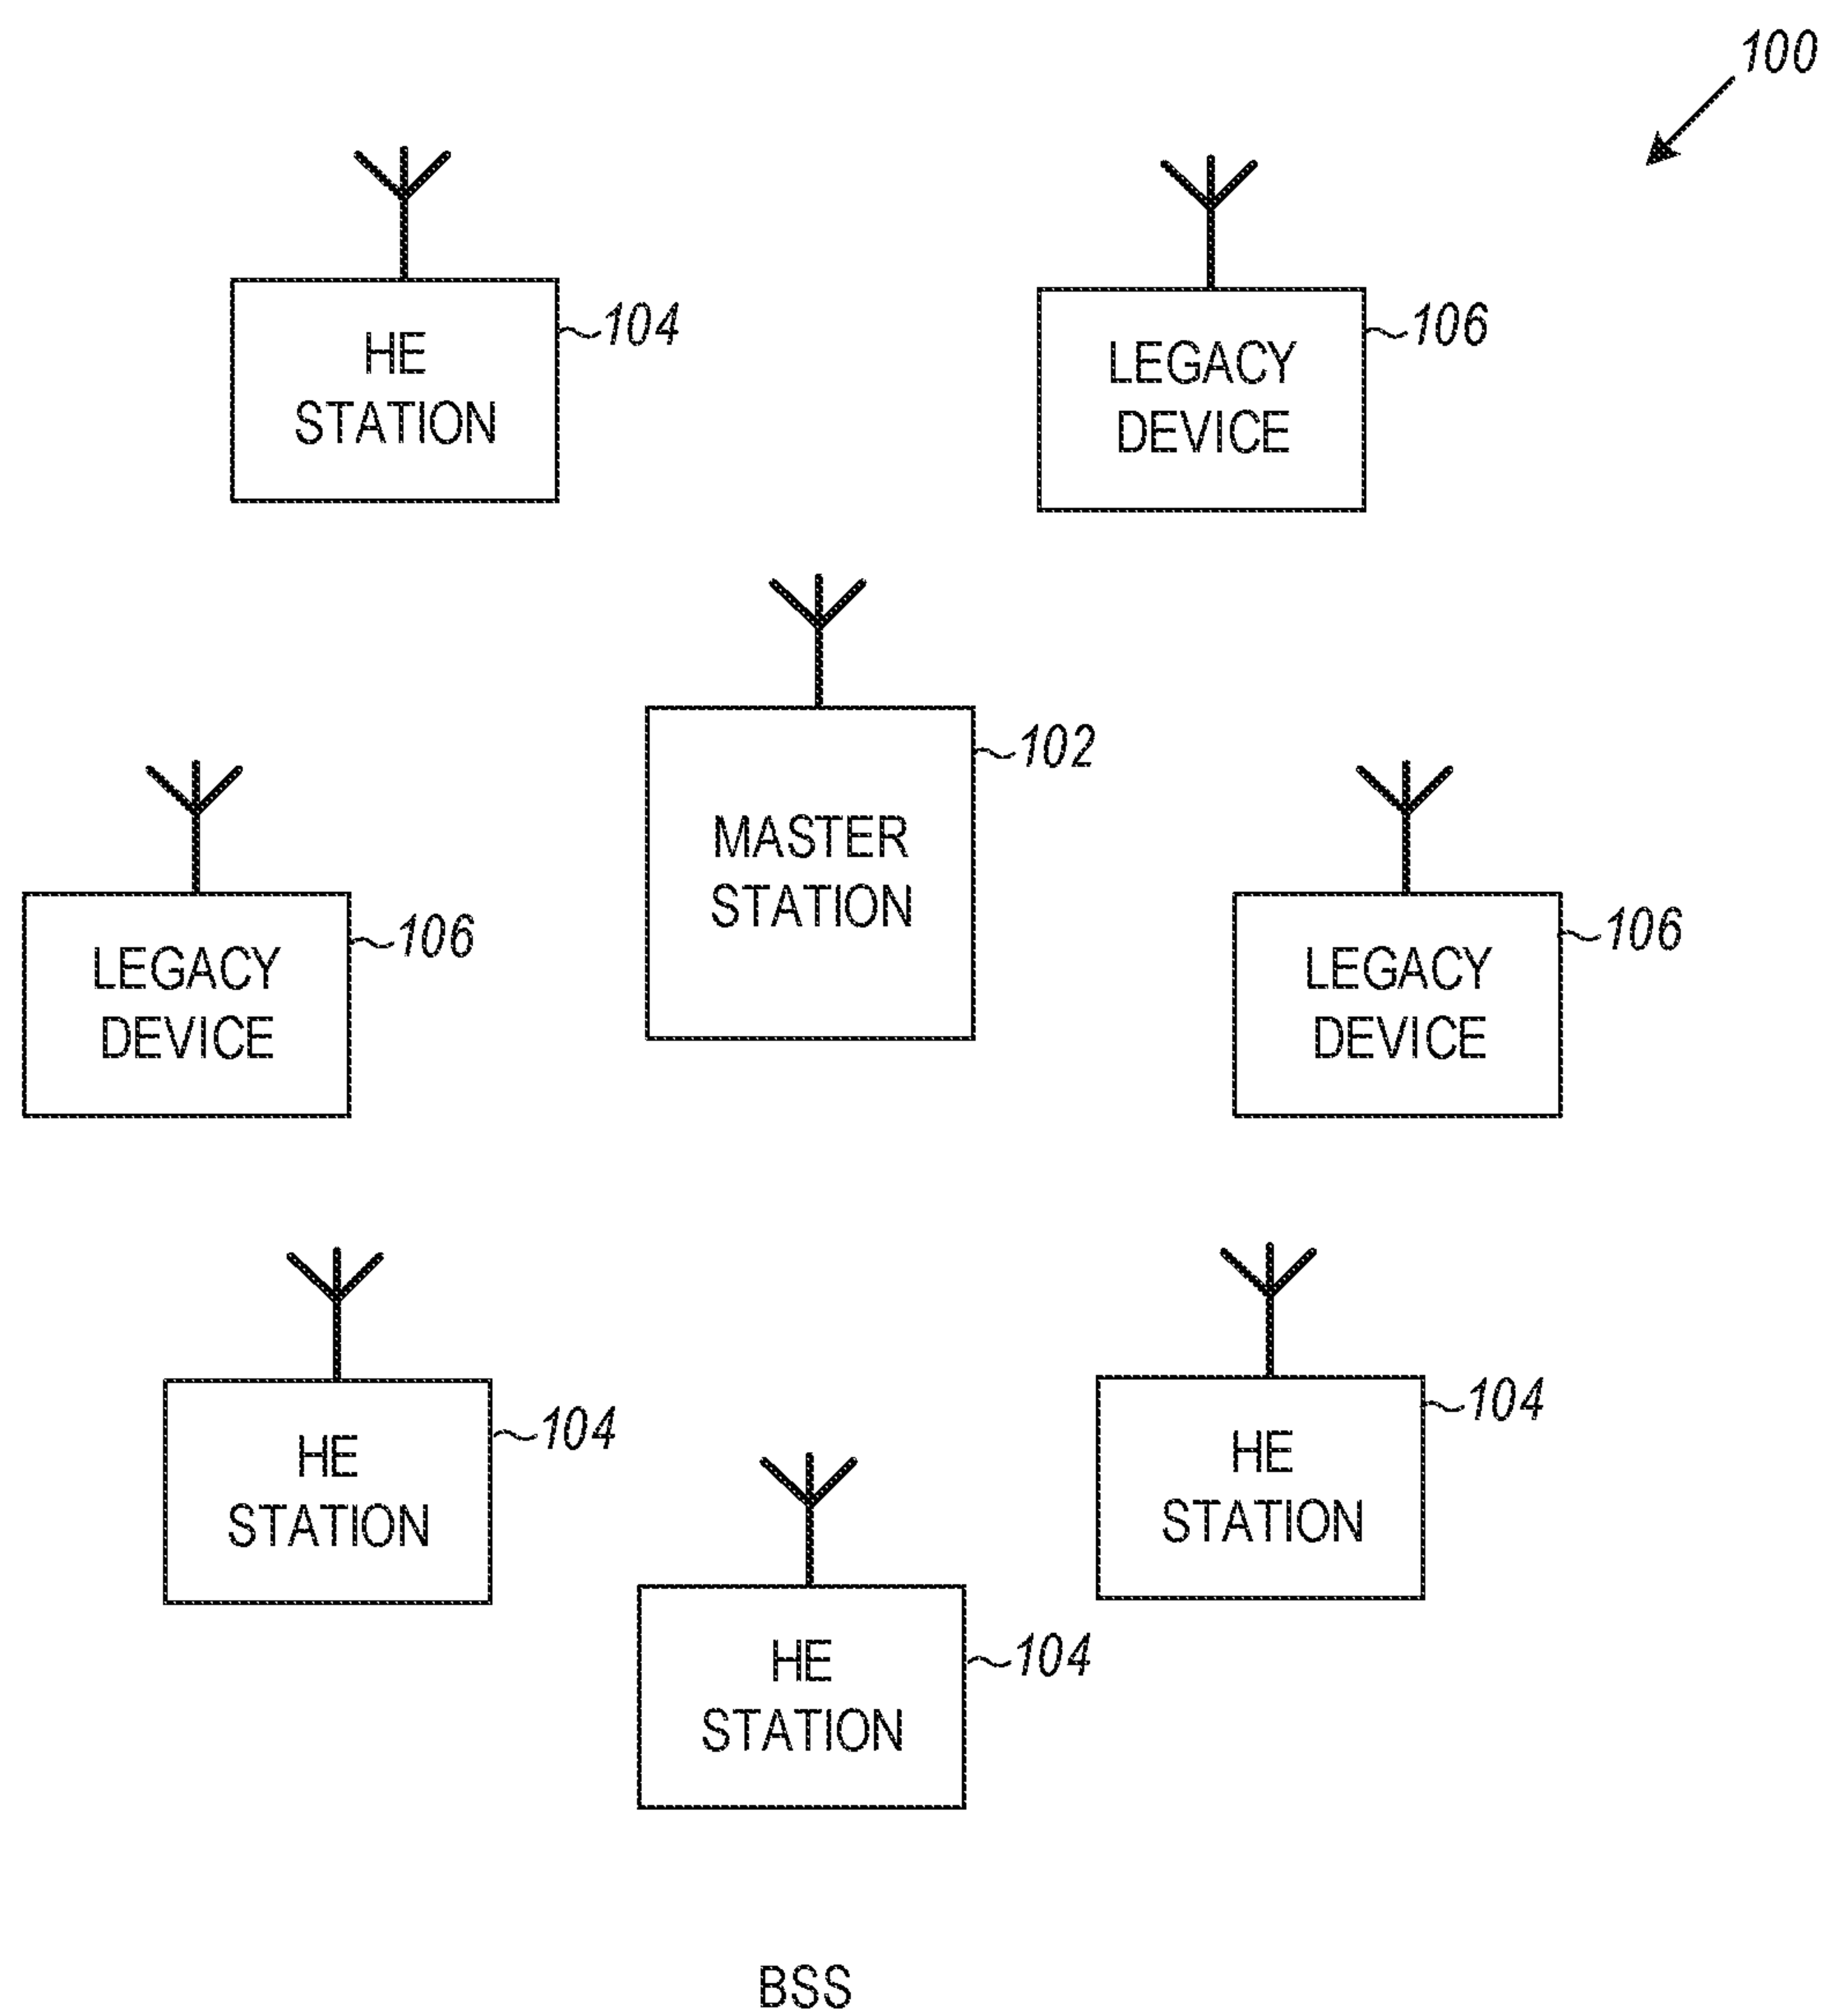 100
HE
STATION
104
LEGACY
DEVICE
106
MASTER
STATION
102
LEGACY
DEVICE
106
LEGACY
DEVICE
106
HE
STATION
104
HE
STATION
104
HE
STATION
104
BSS